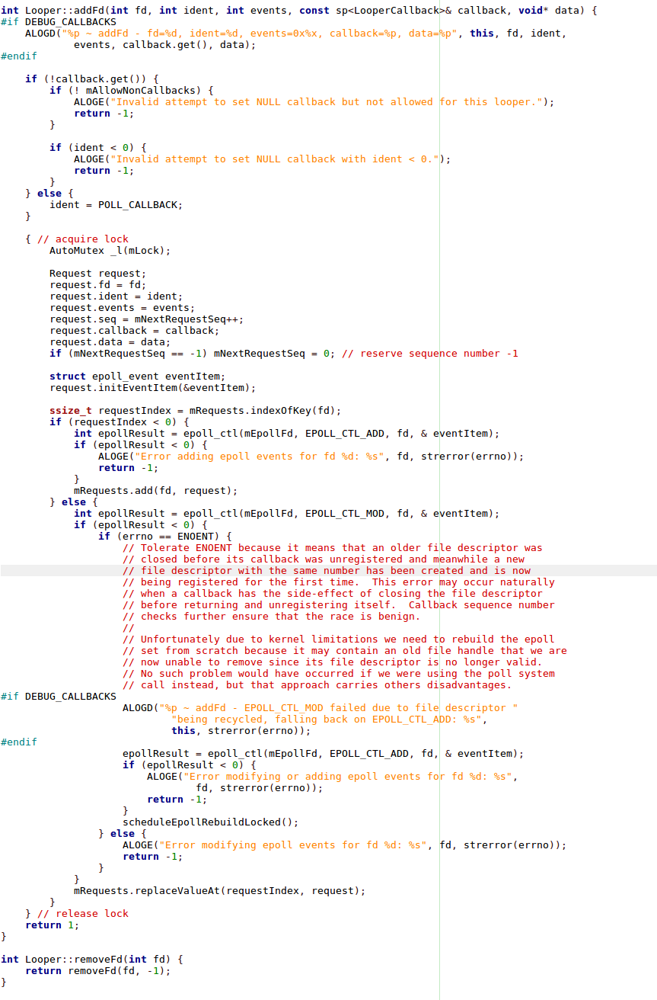 int Looper::addFd(int fd, int ident, int events, const sp<LooperCallback>& callback, void* data) {
#if DEBUG_CALLBACKS
    ALOGD("%p ~ addFd - fd=%d, ident=%d, events=0x%x, callback=%p, data=%p", this, fd, ident,
            events, callback.get(), data);
#endif

    if (!callback.get()) {
        if (! mAllowNonCallbacks) {
            ALOGE("Invalid attempt to set NULL callback but not allowed for this looper.");
            return -1;
        }

        if (ident < 0) {
            ALOGE("Invalid attempt to set NULL callback with ident < 0.");
            return -1;
        }
    } else {
        ident = POLL_CALLBACK;
    }

    { // acquire lock
        AutoMutex _l(mLock);

        Request request;
        request.fd = fd;
        request.ident = ident;
        request.events = events;
        request.seq = mNextRequestSeq++;
        request.callback = callback;
        request.data = data;
        if (mNextRequestSeq == -1) mNextRequestSeq = 0; // reserve sequence number -1

        struct epoll_event eventItem;
        request.initEventItem(&eventItem);

        ssize_t requestIndex = mRequests.indexOfKey(fd);
        if (requestIndex < 0) {
            int epollResult = epoll_ctl(mEpollFd, EPOLL_CTL_ADD, fd, & eventItem);
            if (epollResult < 0) {
                ALOGE("Error adding epoll events for fd %d: %s", fd, strerror(errno));
                return -1;
            }
            mRequests.add(fd, request);
        } else {
            int epollResult = epoll_ctl(mEpollFd, EPOLL_CTL_MOD, fd, & eventItem);
            if (epollResult < 0) {
                if (errno == ENOENT) {
                    // Tolerate ENOENT because it means that an older file descriptor was
                    // closed before its callback was unregistered and meanwhile a new
                    // file descriptor with the same number has been created and is now
                    // being registered for the first time.  This error may occur naturally
                    // when a callback has the side-effect of closing the file descriptor
                    // before returning and unregistering itself.  Callback sequence number
                    // checks further ensure that the race is benign.
                    //
                    // Unfortunately due to kernel limitations we need to rebuild the epoll
                    // set from scratch because it may contain an old file handle that we are
                    // now unable to remove since its file descriptor is no longer valid.
                    // No such problem would have occurred if we were using the poll system
                    // call instead, but that approach carries others disadvantages.
#if DEBUG_CALLBACKS
                    ALOGD("%p ~ addFd - EPOLL_CTL_MOD failed due to file descriptor "
                            "being recycled, falling back on EPOLL_CTL_ADD: %s",
                            this, strerror(errno));
#endif
                    epollResult = epoll_ctl(mEpollFd, EPOLL_CTL_ADD, fd, & eventItem);
                    if (epollResult < 0) {
                        ALOGE("Error modifying or adding epoll events for fd %d: %s",
                                fd, strerror(errno));
                        return -1;
                    }
                    scheduleEpollRebuildLocked();
                } else {
                    ALOGE("Error modifying epoll events for fd %d: %s", fd, strerror(errno));
                    return -1;
                }
            }
            mRequests.replaceValueAt(requestIndex, request);
        }
    } // release lock
    return 1;
}

int Looper::removeFd(int fd) {
    return removeFd(fd, -1);
}